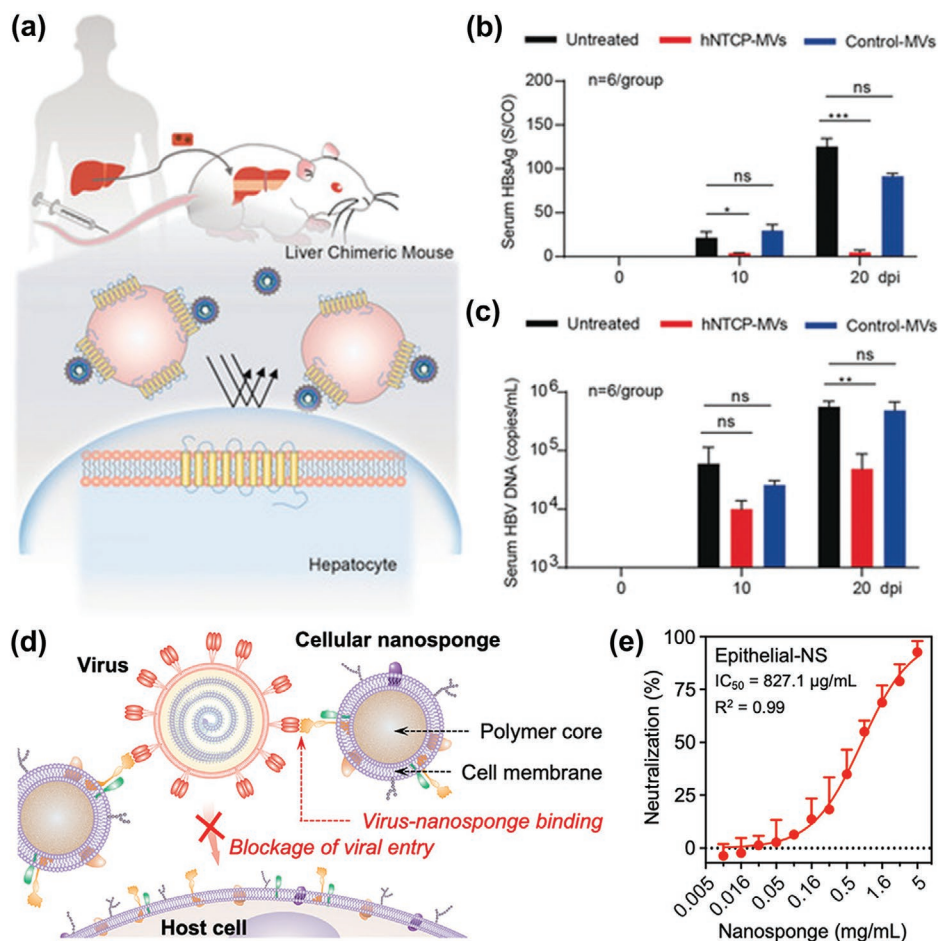 (a)
Liver Chimeric Mouse
Hepatocyte
(b)
Untreated hNTCP-MVs Control-MVs
n=6/group
Serum HBsAg (S/CO)
200
150
100
50
0
ns
*
ns
***
0 10 20 dpi
(c)
Untreated hNTCP-MVs Control-MVs
n=6/group
Serum HBV DNA (copies/mL)
10⁶
10⁵
10⁴
10³
ns
ns
ns
**
0 10 20 dpi
(d)
Virus
Cellular nanosponge
Polymer core
Cell membrane
Virus-nanosponge binding
Blockage of viral entry
Host cell
(e)
Epithelial-NS
IC₅₀ = 827.1 µg/mL
R² = 0.99
Neutralization (%)
100
75
50
25
0
0.005 0.016 0.05 0.16 0.5 1.6 5
Nanosponge (mg/mL)